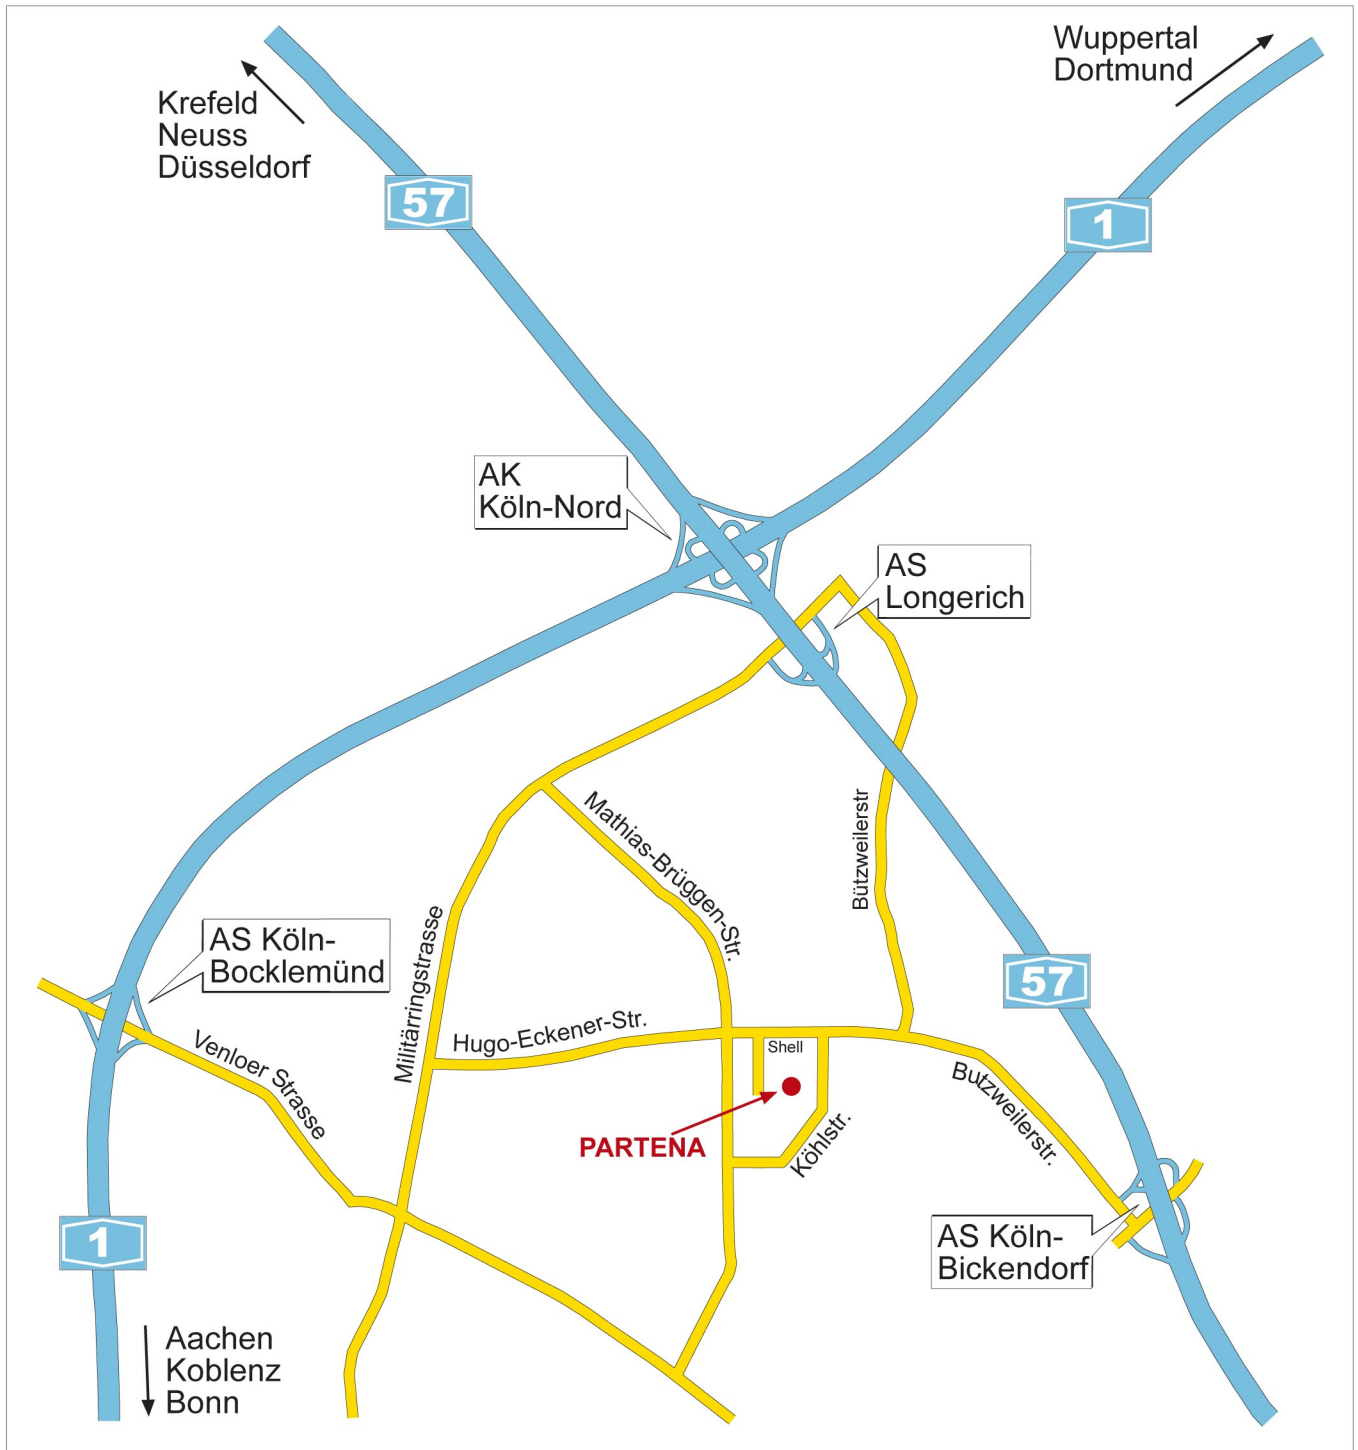 Wuppertal
Dortmund
Krefeld
Neuss
Düsseldorf
57
1
AK
Köln-Nord
AS
Longerich
Mathias-Brüggen-Str.
Bützweilerstr
Militärringstrasse
AS Köln-
Bocklemünd
57
Venloer Strasse
Hugo-Eckener-Str.
Shell
Butzweilerstr.
PARTENA
Köhlstr.
1
AS Köln-
Bickendorf
Aachen
Koblenz
Bonn